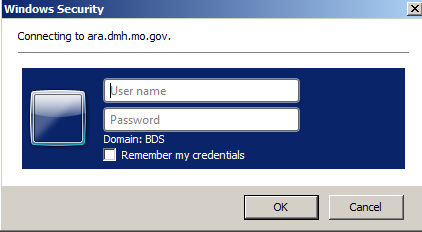 Windows Security
Connecting to ara.dmh.mo.gov.
User name
Password
Domain: BDS
Remember my credentials
OK Cancel